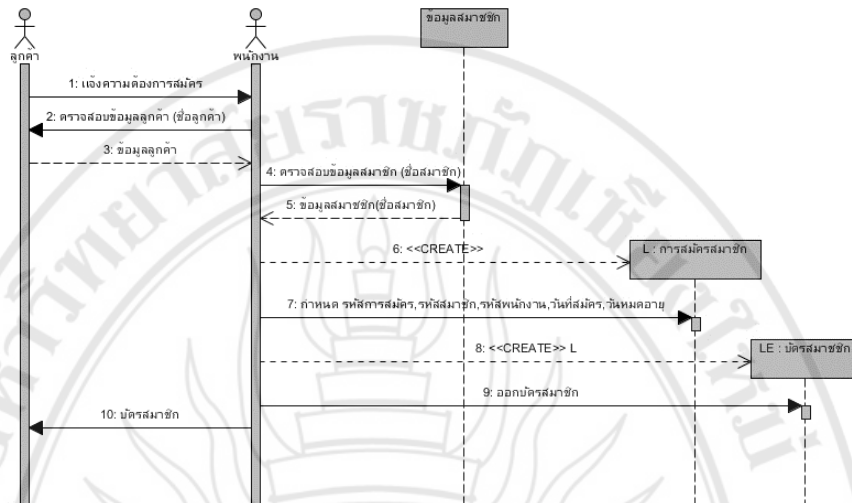 ลูกค้า
พนักงาน
ข้อมูลสมาชชิก
1: แจ้งความต้องการสมัคร
2: ตรวจสอบข้อมูลลูกค้า (ชื่อลูกค้า)
3: ข้อมูลลูกค้า
4: ตรวจสอบข้อมูลสมาชิก (ชื่อสมาชิก)
5: ข้อมูลสมาชชิก(ชื่อสมาชิก)
6: <<CREATE>>
L : การสมัครสมาชิก
7: กำหนด รหัสการสมัคร,รหัสสมาชิก,รหัสพนักงาน,วันที่สมัคร,วันหมดอายุ
8: <<CREATE>> L
LE : บัตรสมาชชิก
9: ออกบัตรสมาชิก
10: บัตรสมาชิก